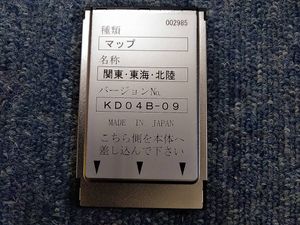 002985
種類
マップ
名称
関東・東海・北陸
バージョンNo.
KD04B-09
MADE IN JAPAN
こちら側を本体へ
差し込んで下さい